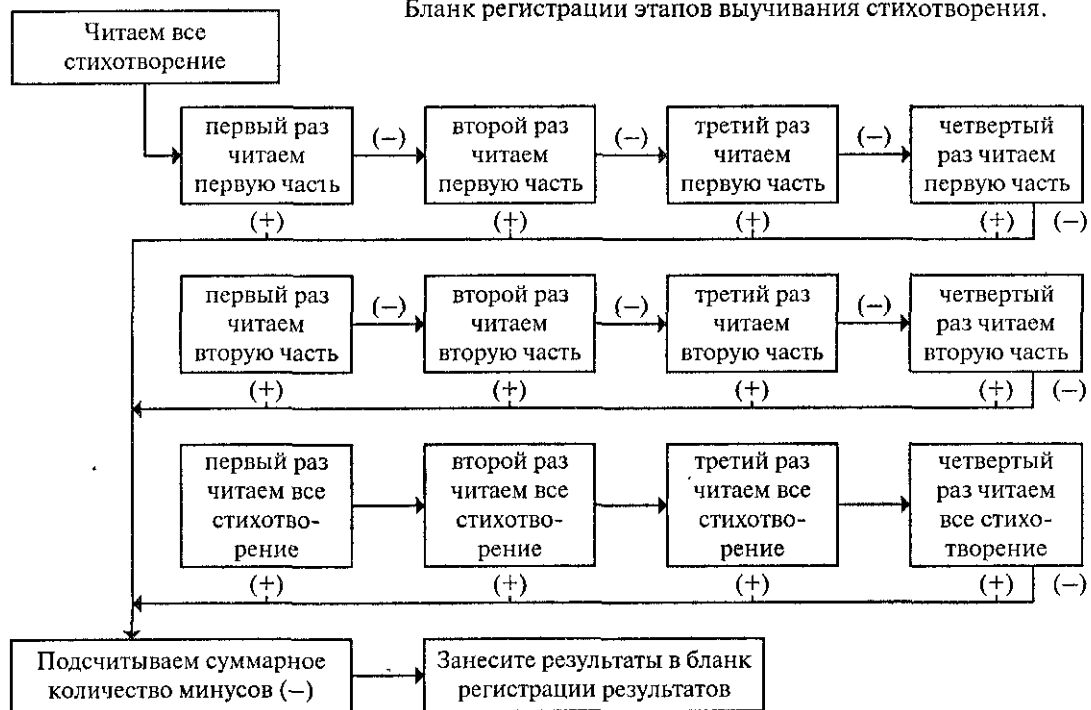 Бланк регистрации этапов выучивания стихотворения.
Читаем все
стихотворение
первый раз
читаем
первую часть
(−)
второй раз
читаем
первую часть
(−)
третий раз
читаем
первую часть
(−)
четвертый
раз читаем
первую часть
(+)
(+)
(+)
(+)
(−)
первый раз
читаем
вторую часть
(−)
второй раз
читаем
вторую часть
(−)
третий раз
читаем
вторую часть
(−)
четвертый
раз читаем
вторую часть
(+)
(+)
(+)
(+)
(−)
первый раз
читаем все
стихотво-
рение
второй раз
читаем все
стихотво-
рение
третий раз
читаем все
стихотво-
рение
четвертый
раз читаем
все стихо-
творение
(+)
(+)
(+)
(+)
(−)
Подсчитываем суммарное
количество минусов (−)
Занесите результаты в бланк
регистрации результатов